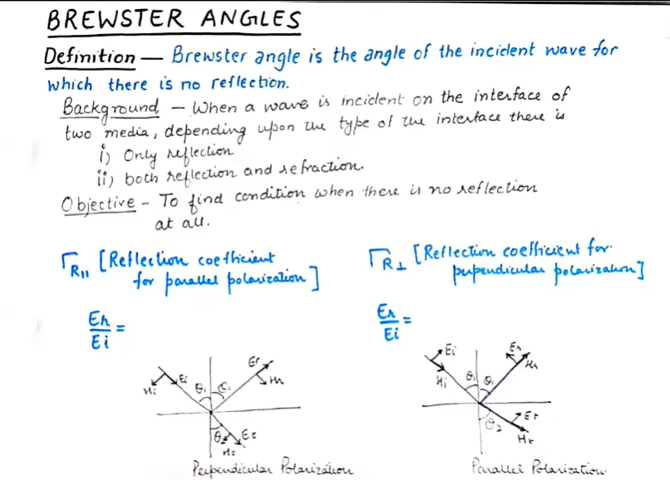 BREWSTER ANGLES
Definition — Brewster angle is the angle of the incident wave for
which there is no reflection.
Background – When a wave is incident on the interface of
two media, depending upon the type of the interface there is
i) Only reflection
ii) both reflection and refraction.
Objective – To find condition when there is no reflection
at all.
ΓR∥ [Reflection coefficient
for parallel polarization]
Er/Ei =
ΓR⊥ [Reflection coefficient for
perpendicular polarization]
Er/Ei =
Hi Ei θi θi Er Hr
θ2 Et Ht
Perpendicular Polarization
Ei Hi θi θi Er Hr
θ2 Et Ht
Parallel Polarization